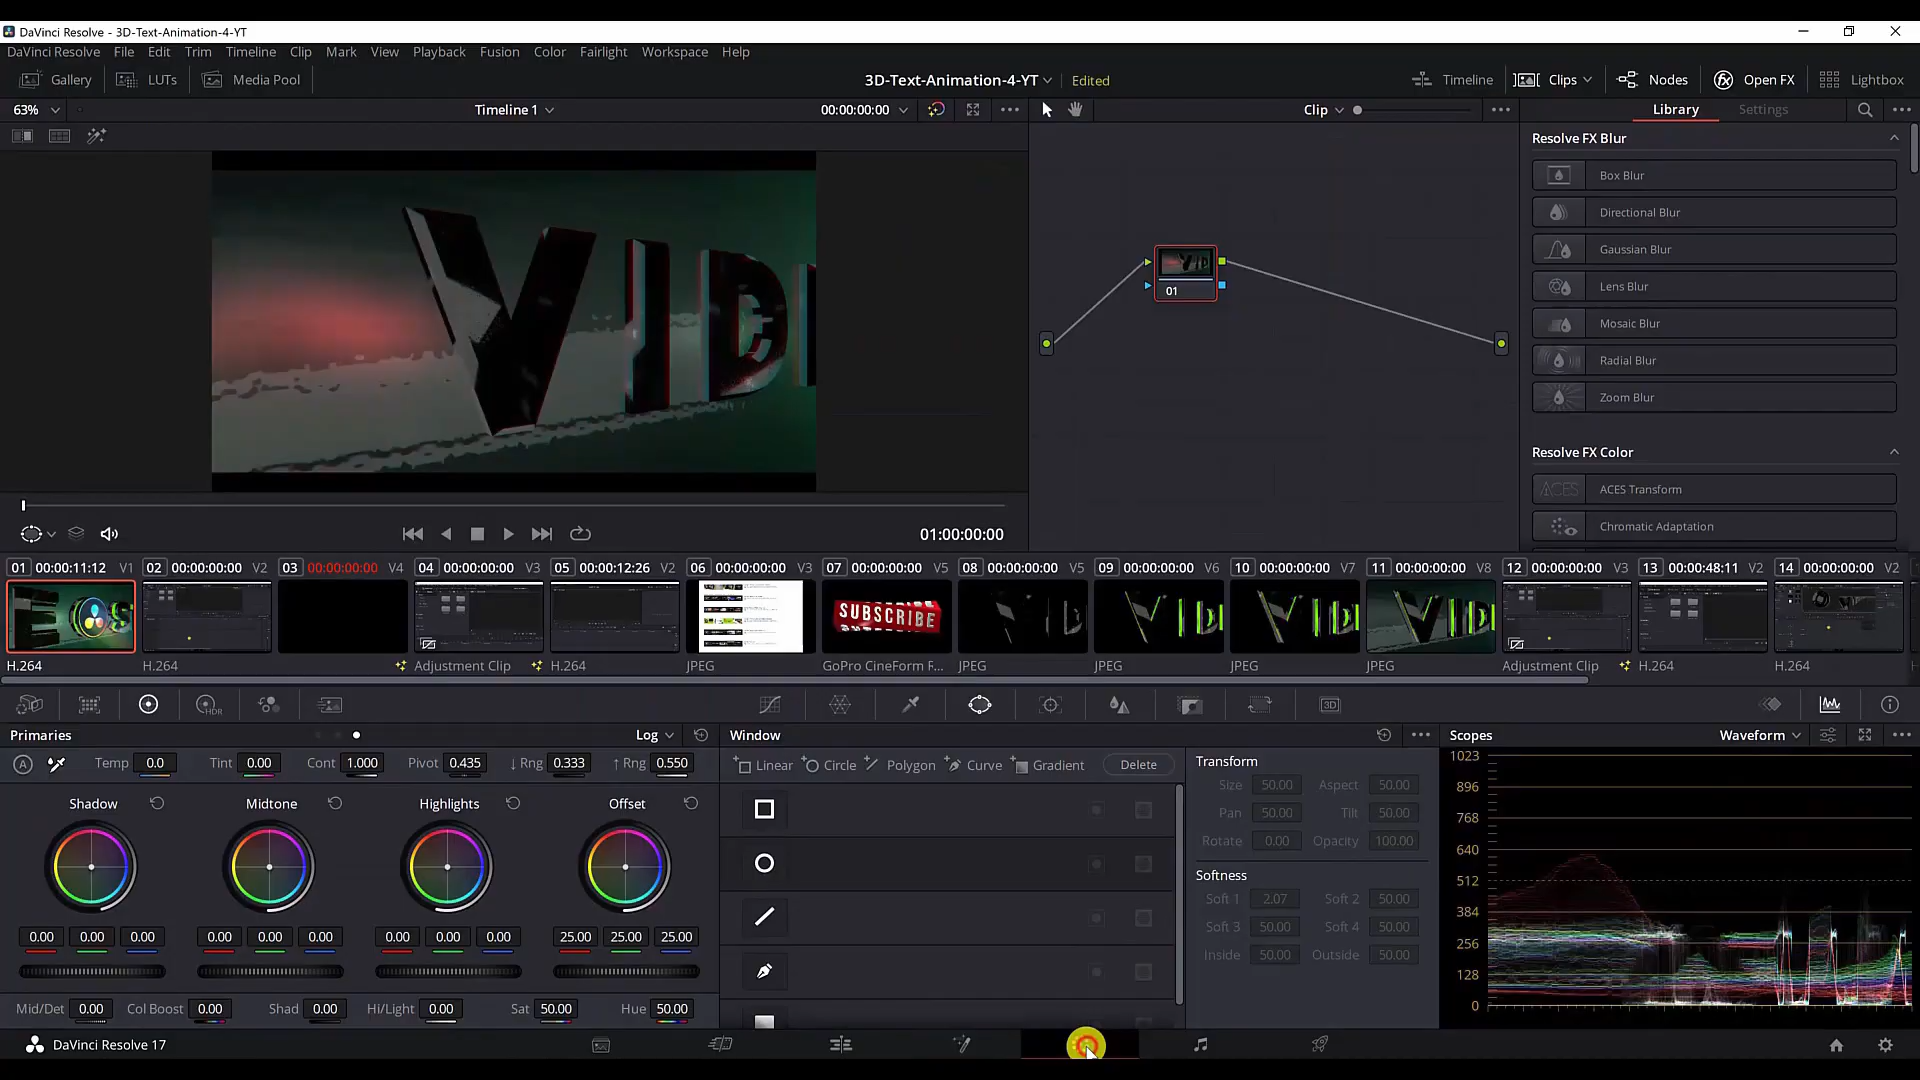 DaVinci Resolve - 3D-Text-Animation-4-YT
DaVinci Resolve File Edit Trim Timeline Clip Mark View Playback Fusion Color Fairlight Workspace Help
Gallery LUTs Media Pool 3D-Text-Animation-4-YT Edited Timeline Clips Nodes Open FX Lightbox
63% Timeline 1 00:00:00:00 Clip Library Settings
Resolve FX Blur
Box Blur
Directional Blur
Gaussian Blur
Lens Blur
Mosaic Blur
Radial Blur
Zoom Blur
Resolve FX Color
ACES Transform
Chromatic Adaptation
VID
01
01:00:00:00
01 00:00:11:12 V1 02 00:00:00:00 V2 03 00:00:00:00 V4 04 00:00:00:00 V3 05 00:00:12:26 V2 06 00:00:00:00 V3 07 00:00:00:00 V5 08 00:00:00:00 V5 09 00:00:00:00 V6 10 00:00:00:00 V7 11 00:00:00:00 V8 12 00:00:00:00 V3 13 00:00:48:11 V2 14 00:00:00:00 V2
SUBSCRIBE
H.264 H.264 Adjustment Clip H.264 JPEG GoPro CineForm F... JPEG JPEG JPEG JPEG Adjustment Clip H.264 H.264
HDR 3D
Primaries Log Window Scopes Waveform
Temp 0.0 Tint 0.00 Cont 1.000 Pivot 0.435 ↓ Rng 0.333 ↑ Rng 0.550
Linear Circle Polygon Curve Gradient Delete
Shadow Midtone Highlights Offset
0.00 0.00 0.00 0.00 0.00 0.00 0.00 0.00 0.00 25.00 25.00 25.00
Mid/Det 0.00 Col Boost 0.00 Shad 0.00 Hi/Light 0.00 Sat 50.00 Hue 50.00
Transform
Size 50.00 Aspect 50.00
Pan 50.00 Tilt 50.00
Rotate 0.00 Opacity 100.00
Softness
Soft 1 2.07 Soft 2 50.00
Soft 3 50.00 Soft 4 50.00
Inside 50.00 Outside 50.00
1023
896
768
640
512
384
256
128
0
DaVinci Resolve 17